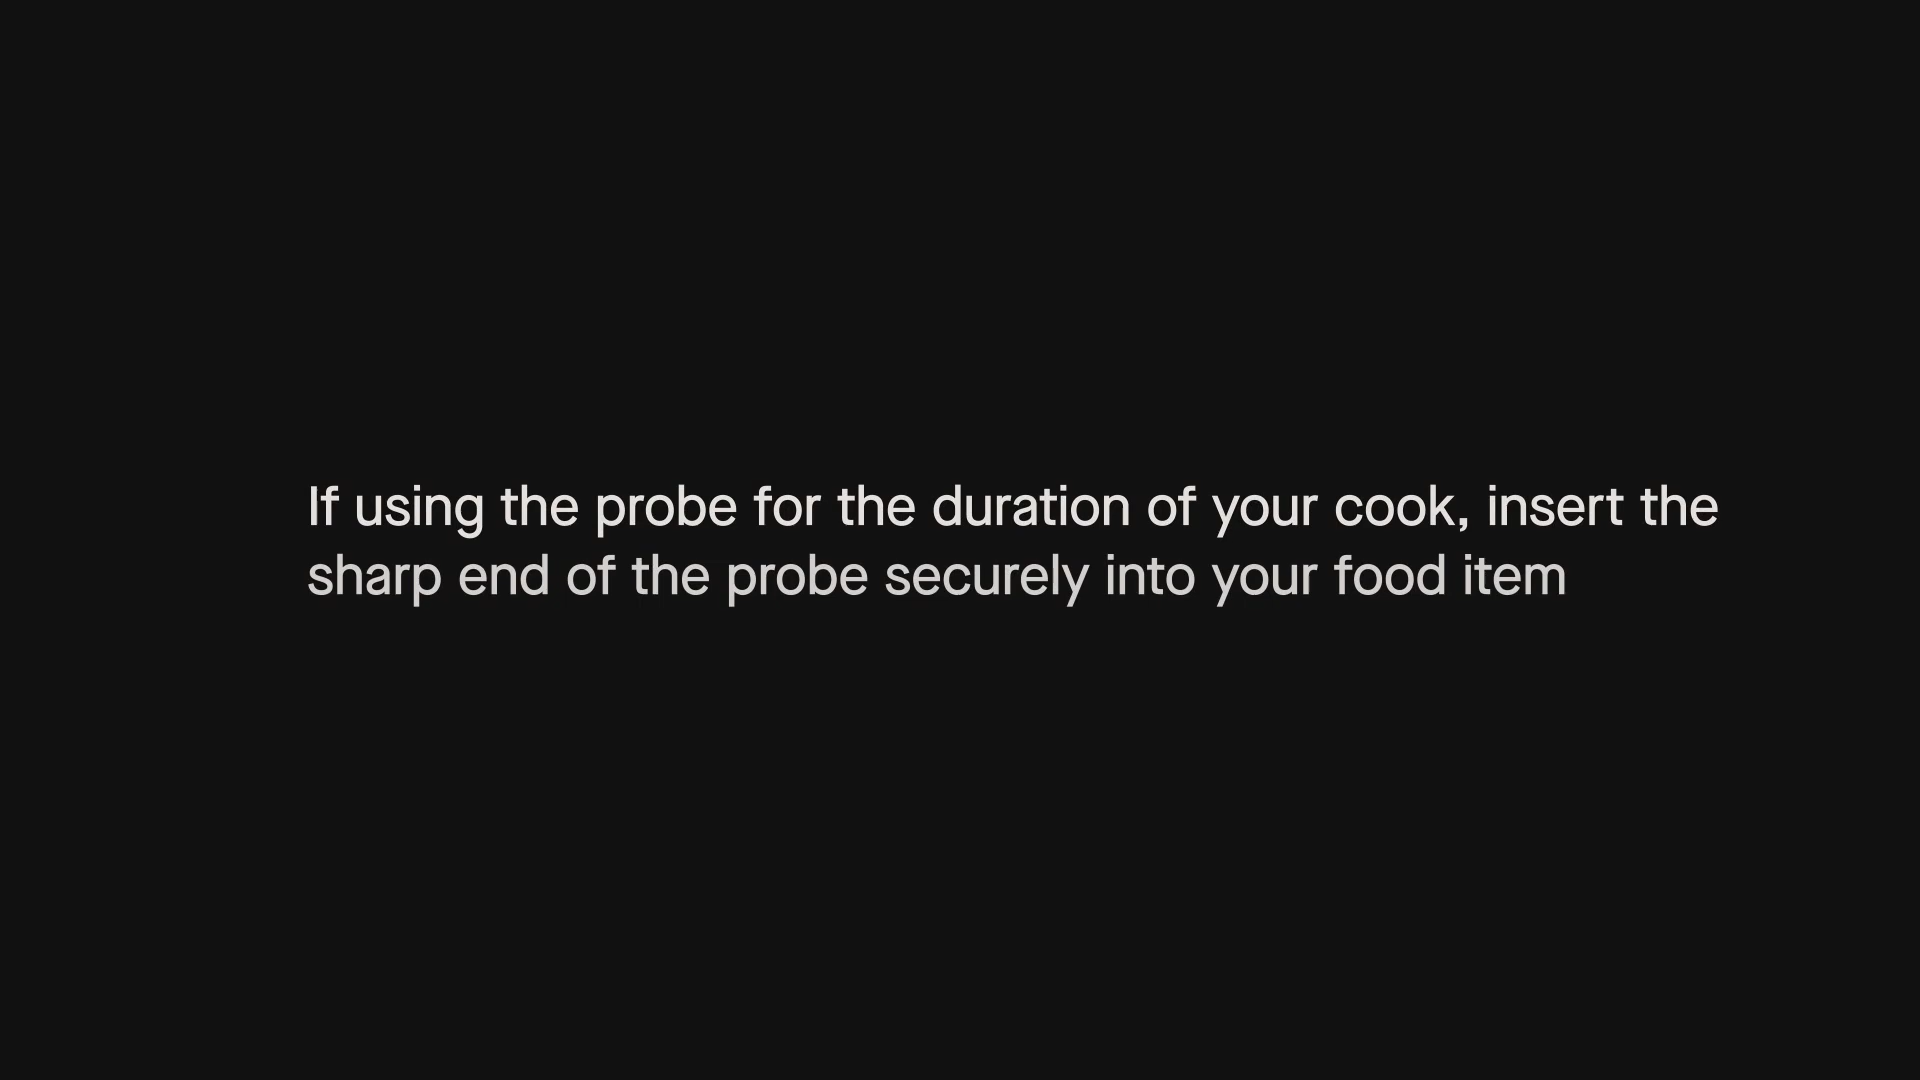 If using the probe for the duration of your cook, insert the
sharp end of the probe securely into your food item